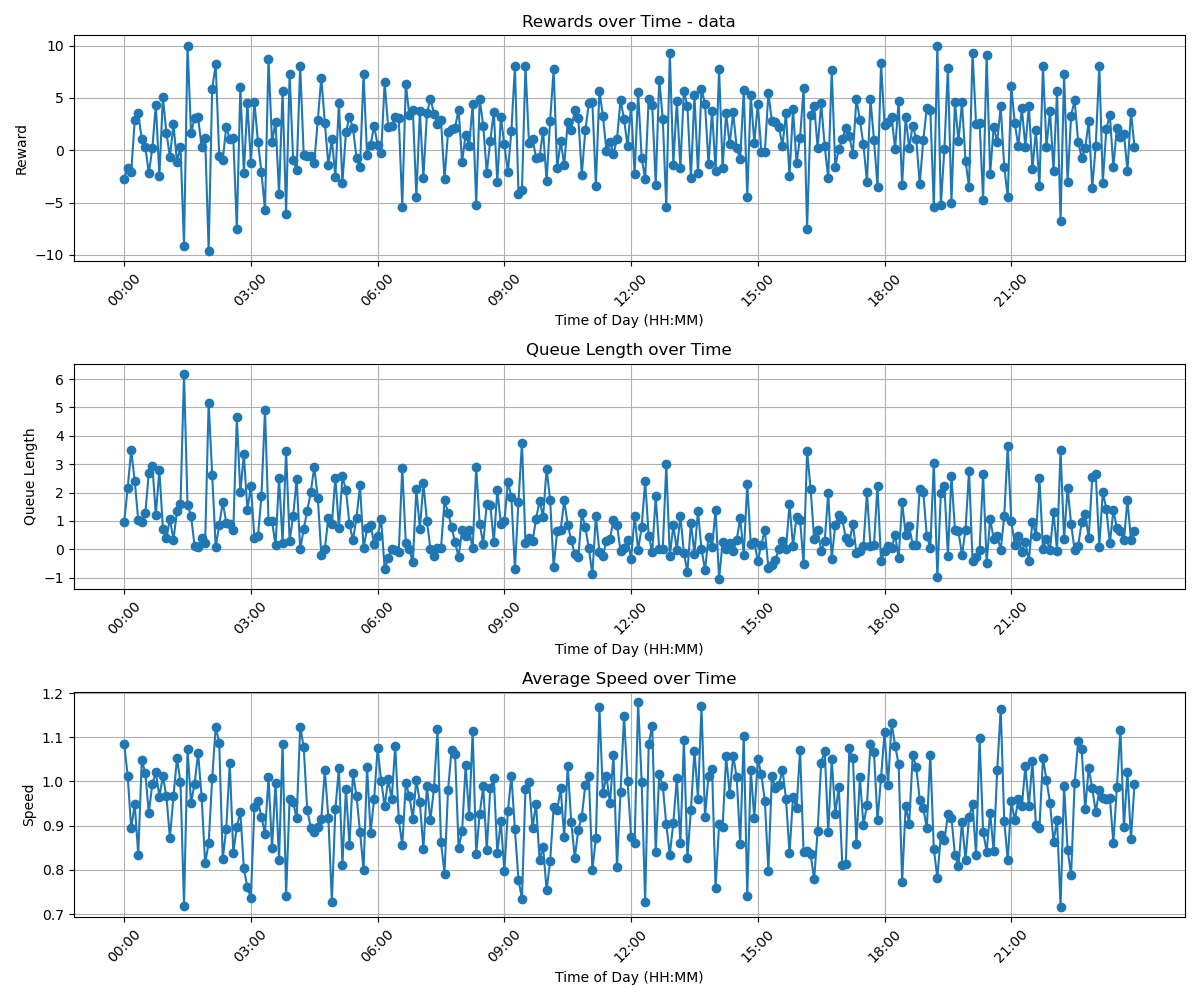 Rewards over Time - data
10
5
0
−5
−10
Reward
00:00 03:00 06:00 09:00 12:00 15:00 18:00 21:00
Time of Day (HH:MM)
Queue Length over Time
6
5
4
3
2
1
0
−1
Queue Length
00:00 03:00 06:00 09:00 12:00 15:00 18:00 21:00
Time of Day (HH:MM)
Average Speed over Time
1.2
1.1
1.0
0.9
0.8
0.7
Speed
00:00 03:00 06:00 09:00 12:00 15:00 18:00 21:00
Time of Day (HH:MM)